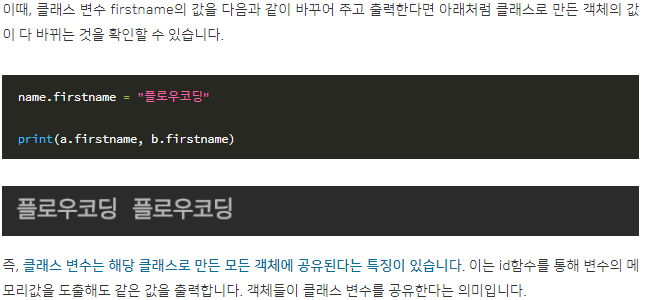 이때, 클래스 변수 firstname의 값을 다음과 같이 바꾸어 주고 출력한다면 아래처럼 클래스로 만든 객체의 값
이 다 바뀌는 것을 확인할 수 있습니다.
name.firstname = "플로우코딩"
print(a.firstname, b.firstname)
플로우코딩 플로우코딩
즉, 클래스 변수는 해당 클래스로 만든 모든 객체에 공유된다는 특징이 있습니다. 이는 id함수를 통해 변수의 메
모리값을 도출해도 같은 값을 출력합니다. 객체들이 클래스 변수를 공유한다는 의미입니다.